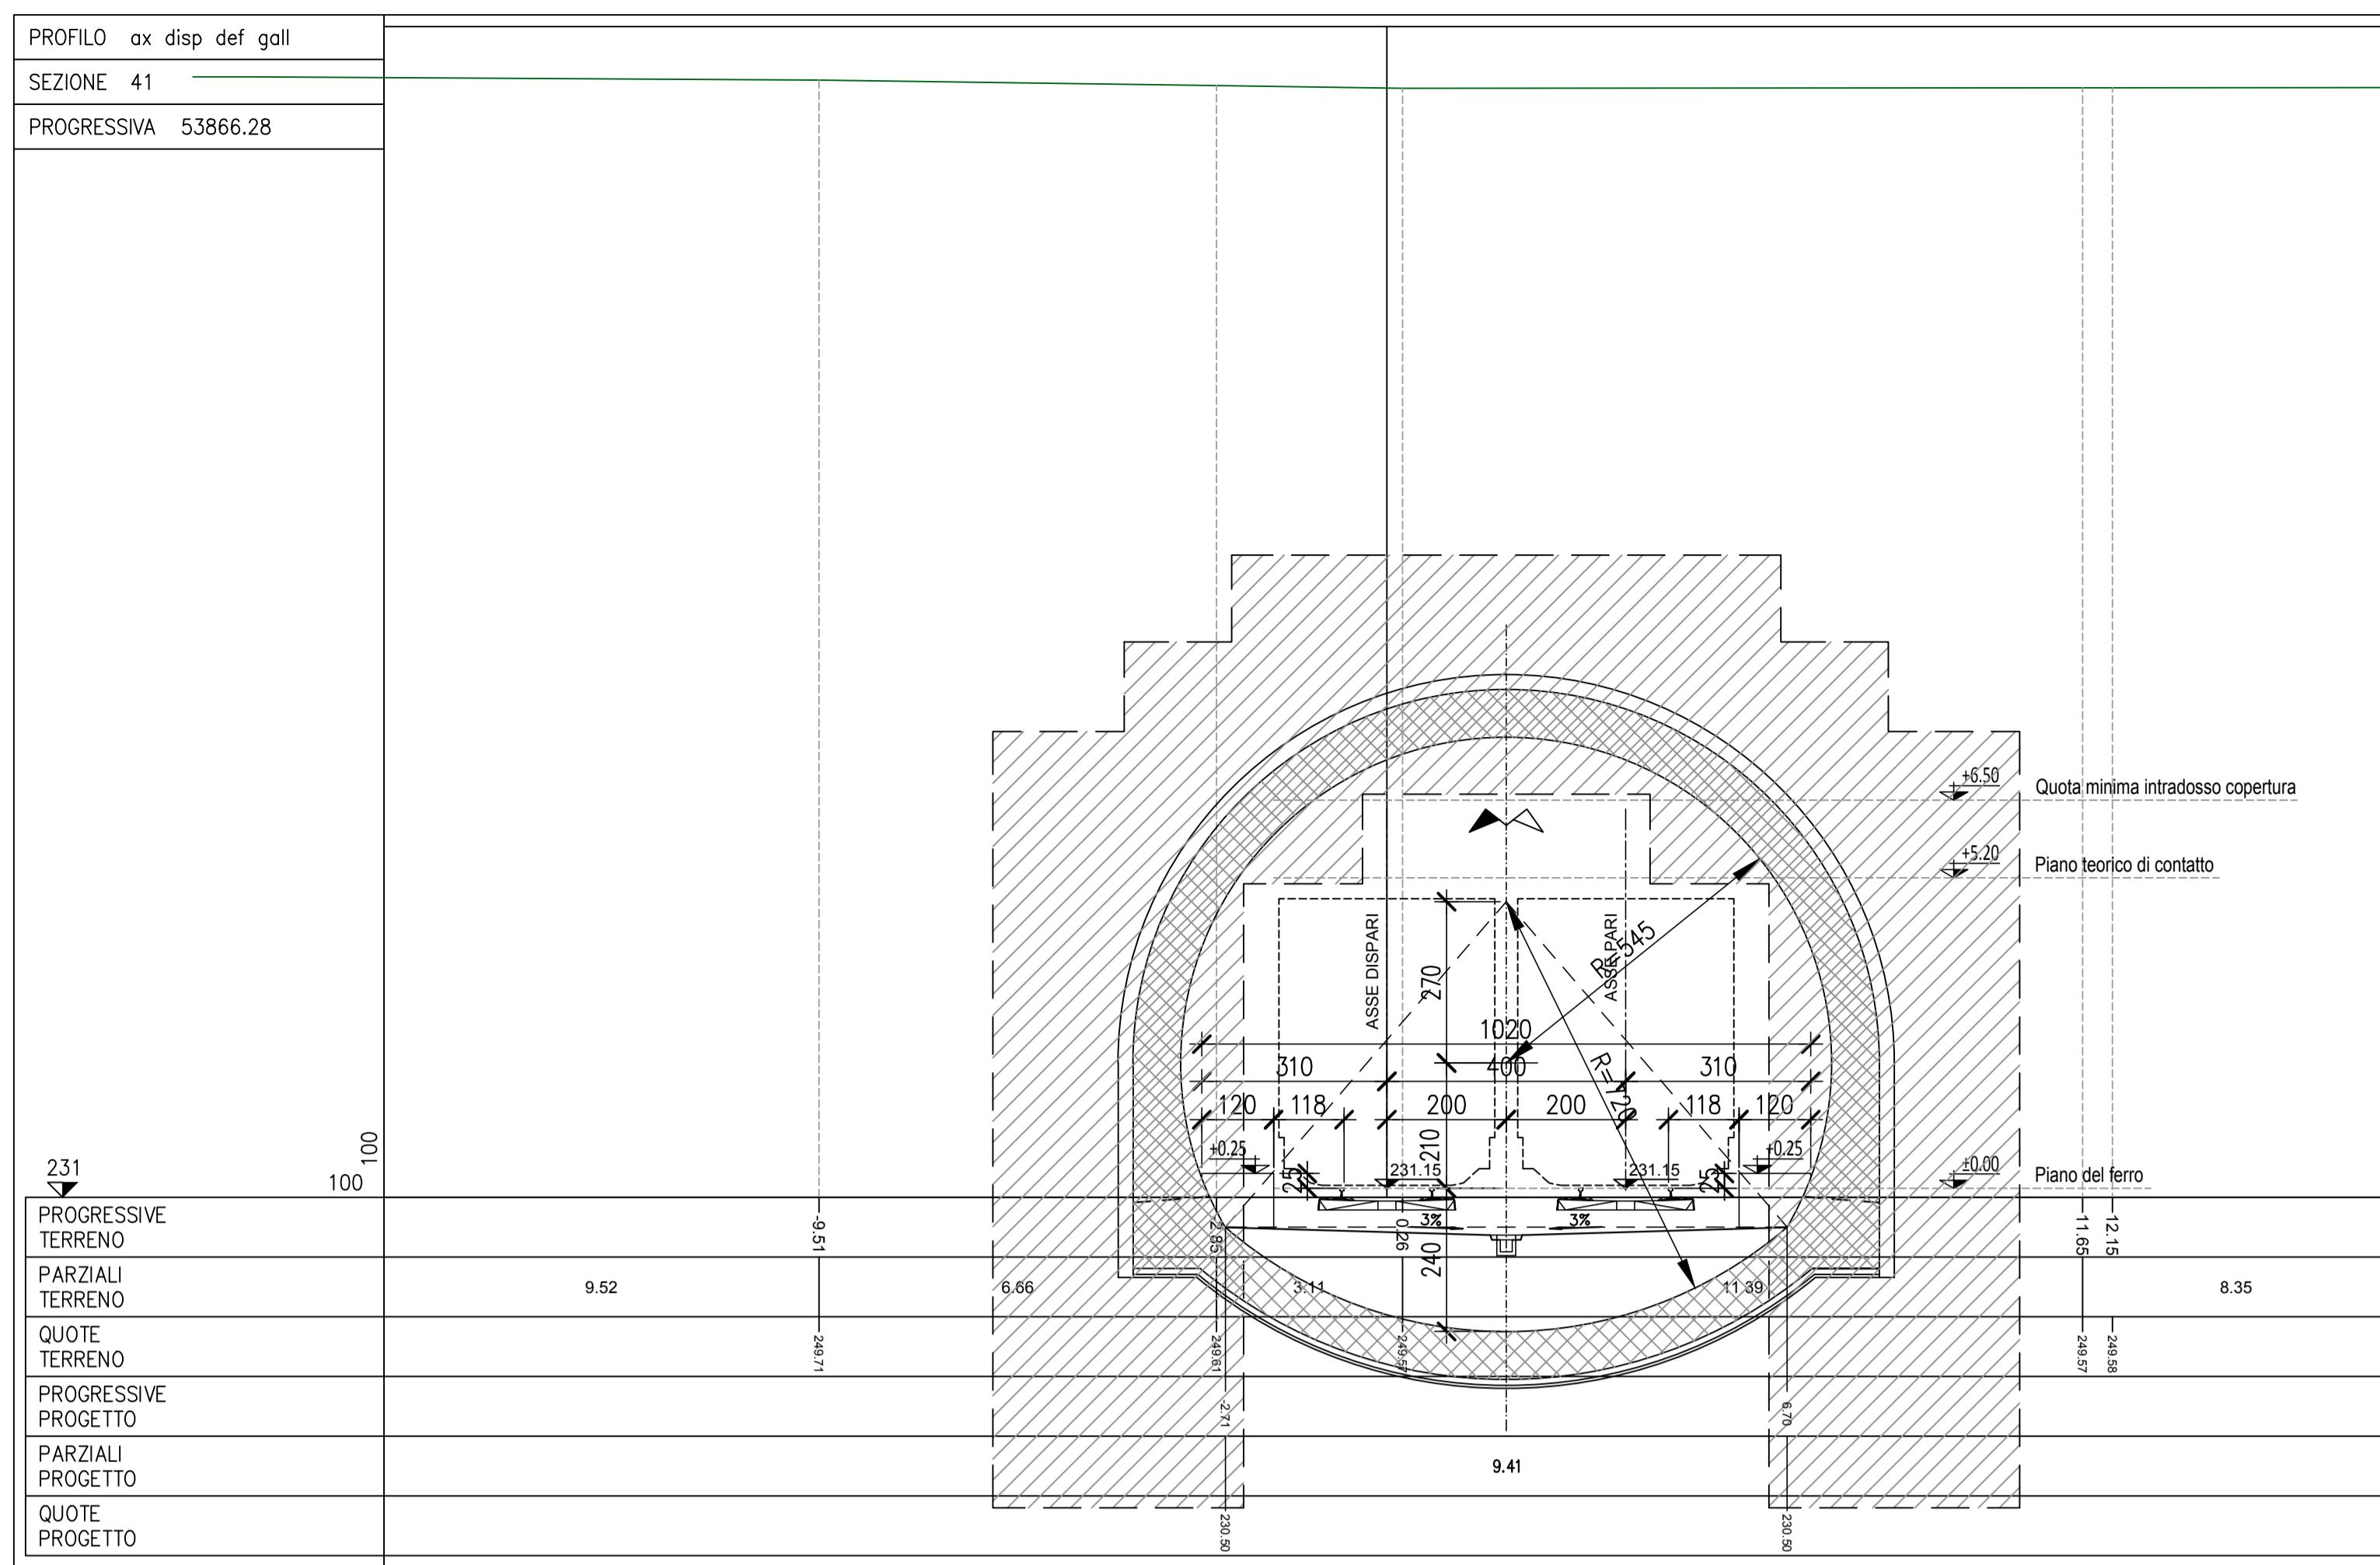 PROFILO ax disp def gall
SEZIONE 41
PROGRESSIVA 53866.28
+6.50
Quota minima intradosso copertura
+5.20
Piano teorico di contatto
ASSE DISPARI
ASSE PARI
R=545
270
1020
310
400
310
R=720
120
118
200
200
118
120
210
+0.25
+0.25
25
25
231.15
231.15
±0.00
Piano del ferro
231
100
100
3%
3%
240
PROGRESSIVE
TERRENO
-9.51
-2.85
0.26
11.65
12.15
PARZIALI
TERRENO
9.52
6.66
3.11
11.39
8.35
QUOTE
TERRENO
249.71
249.61
249.57
249.57
249.58
PROGRESSIVE
PROGETTO
-2.71
6.70
PARZIALI
PROGETTO
9.41
QUOTE
PROGETTO
230.50
230.50